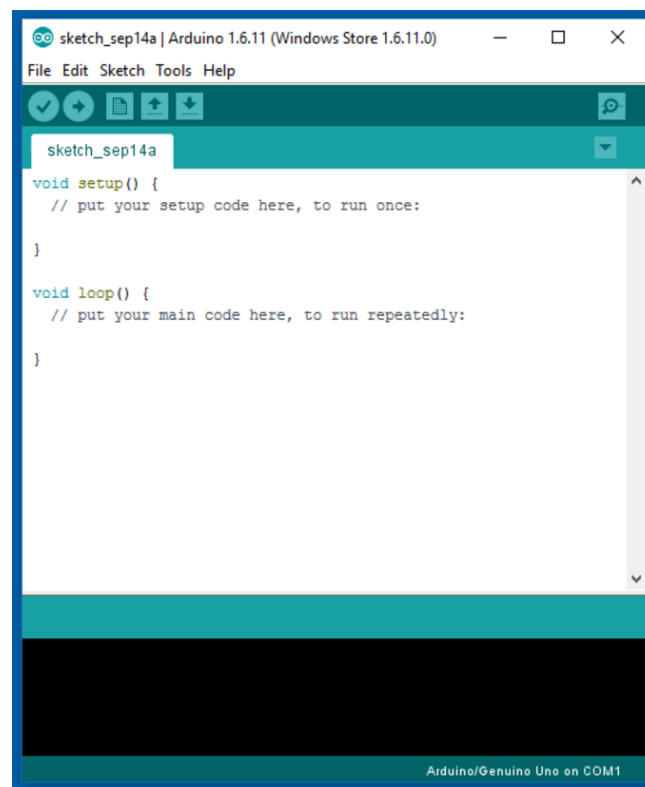 sketch_sep14a | Arduino 1.6.11 (Windows Store 1.6.11.0)
File Edit Sketch Tools Help
sketch_sep14a
void setup() {
  // put your setup code here, to run once:
}
void loop() {
  // put your main code here, to run repeatedly:
}
Arduino/Genuino Uno on COM1